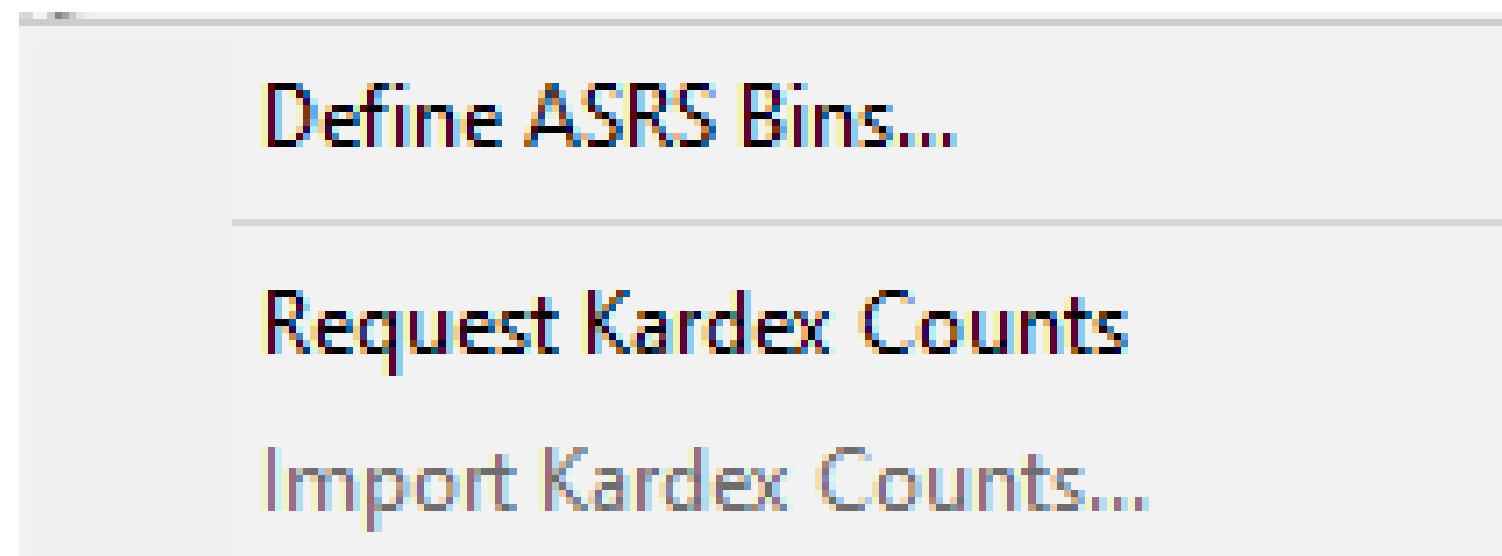 Define ASRS Bins...
Request Kardex Counts
Import Kardex Counts...